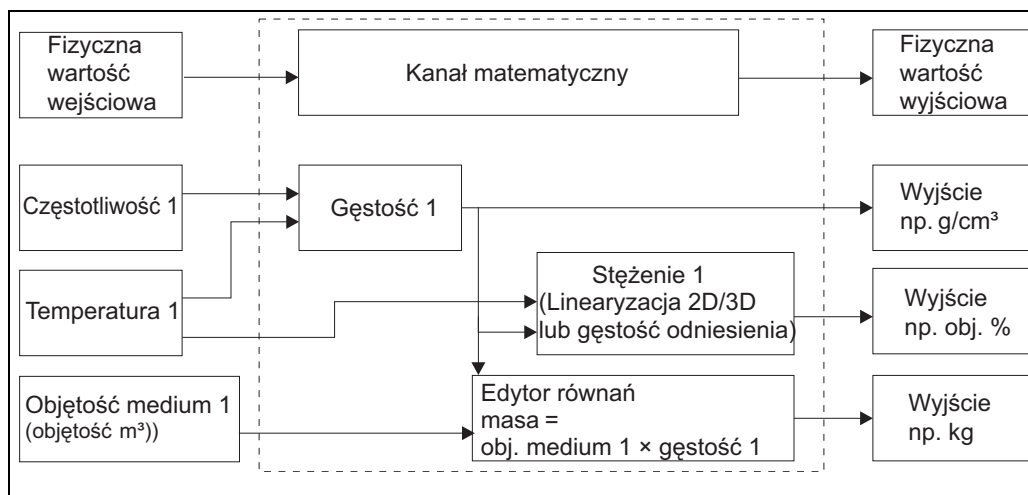 Fizyczna
wartość
wejściowa
Kanał matematyczny
Fizyczna
wartość
wyjściowa
Częstotliwość 1
Gęstość 1
Wyjście
np. g/cm³
Temperatura 1
Stężenie 1
(Linearyzacja 2D/3D
lub gęstość odniesienia)
Wyjście
np. obj. %
Objętość medium 1
(objętość m³))
Edytor równań
masa =
obj. medium 1 × gęstość 1
Wyjście
np. kg